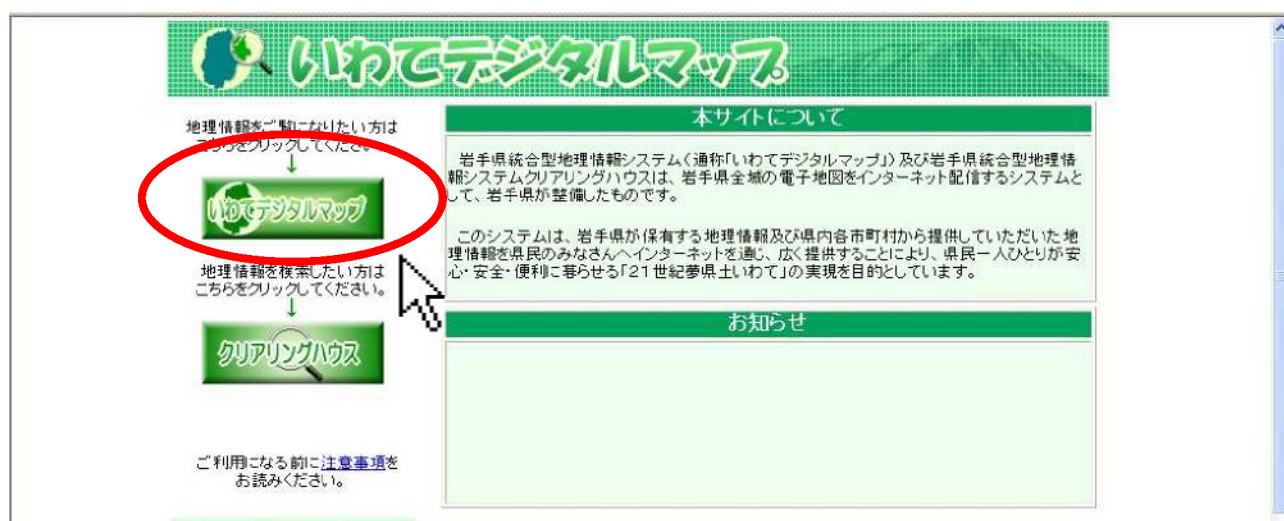 いわてデジタルマップ
地理情報をご覧になりたい方は
こちらをクリックしてください。
↓
いわてデジタルマップ
地理情報を検索したい方は
こちらをクリックしてください。
↓
クリアリングハウス
ご利用になる前に注意事項を
お読みください。
本サイトについて
岩手県統合型地理情報システム(通称「いわてデジタルマップ」)及び岩手県統合型地理情
報システムクリアリングハウスは、岩手県全域の電子地図をインターネット配信するシステムと
して、岩手県が整備したものです。
このシステムは、岩手県が保有する地理情報及び県内各市町村から提供していただいた地
理情報を県民のみなさんへインターネットを通じ、広く提供することにより、県民一人ひとりが安
心・安全・便利に暮らせる「21世紀夢県土いわて」の実現を目的としています。
お知らせ